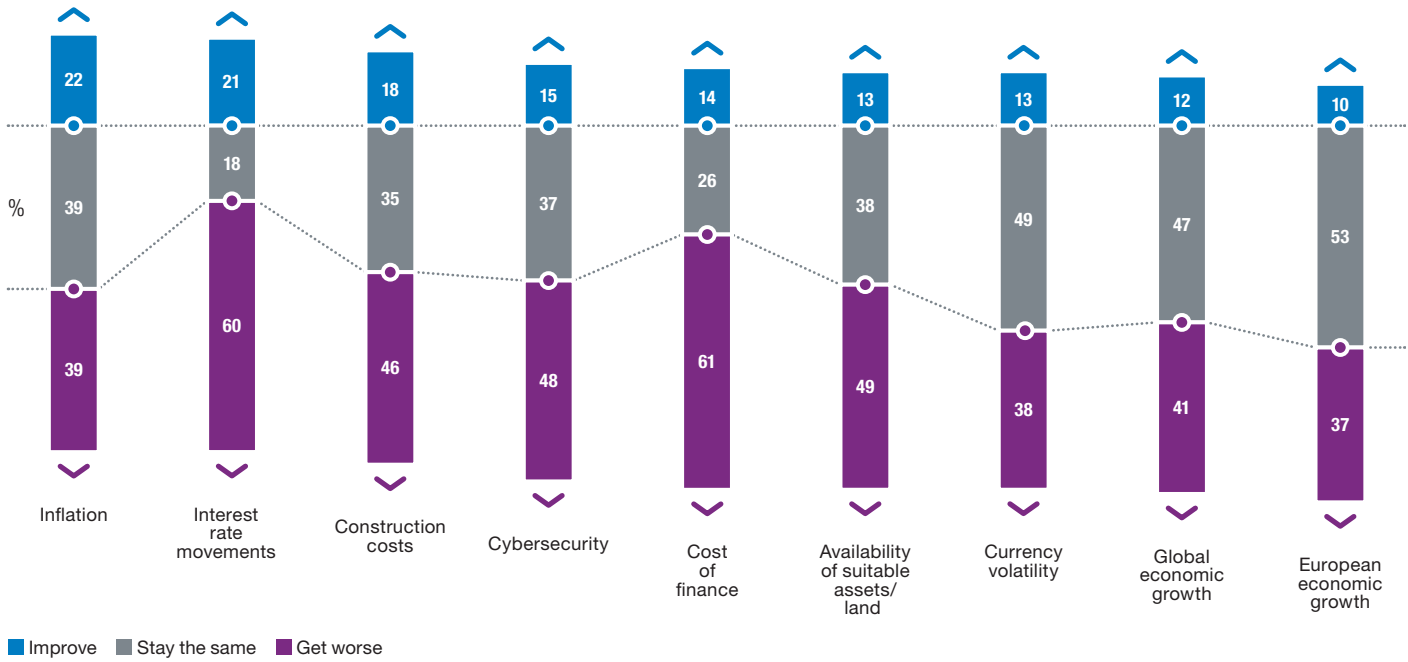 22
21
18
15
14
13
13
12
10
%
39
18
35
37
26
38
49
47
53
39
60
46
48
61
49
38
41
37
Inflation
Interest
rate
movements
Construction
costs
Cybersecurity
Cost
of
finance
Availability
of suitable
assets/
land
Currency
volatility
Global
economic
growth
European
economic
growth
Improve
Stay the same
Get worse